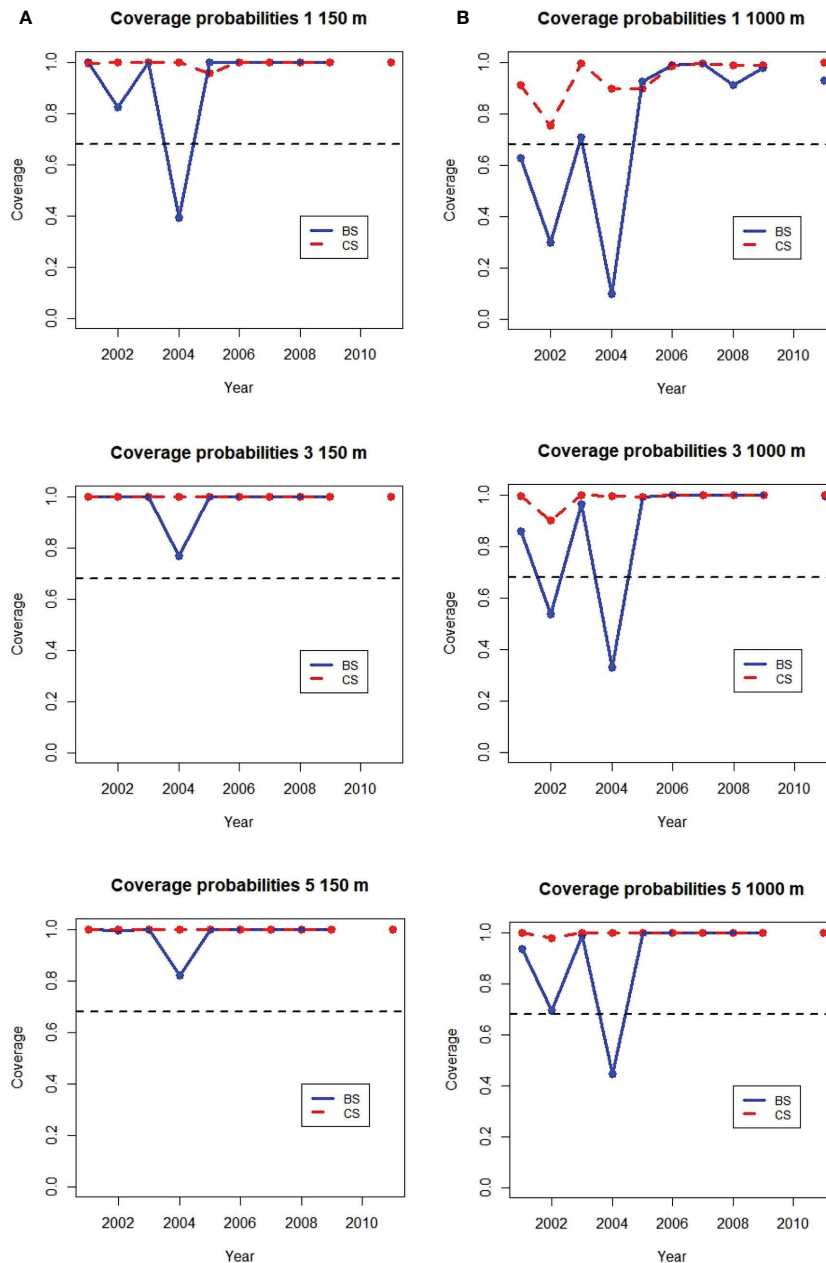 A
Coverage probabilities 1 150 m
Coverage
0.0 0.2 0.4 0.6 0.8 1.0
BS
CS
2002 2004 2006 2008 2010
Year
B
Coverage probabilities 1 1000 m
Coverage
0.0 0.2 0.4 0.6 0.8 1.0
BS
CS
2002 2004 2006 2008 2010
Year
Coverage probabilities 3 150 m
Coverage
0.0 0.2 0.4 0.6 0.8 1.0
BS
CS
2002 2004 2006 2008 2010
Year
Coverage probabilities 3 1000 m
Coverage
0.0 0.2 0.4 0.6 0.8 1.0
BS
CS
2002 2004 2006 2008 2010
Year
Coverage probabilities 5 150 m
Coverage
0.0 0.2 0.4 0.6 0.8 1.0
BS
CS
2002 2004 2006 2008 2010
Year
Coverage probabilities 5 1000 m
Coverage
0.0 0.2 0.4 0.6 0.8 1.0
BS
CS
2002 2004 2006 2008 2010
Year